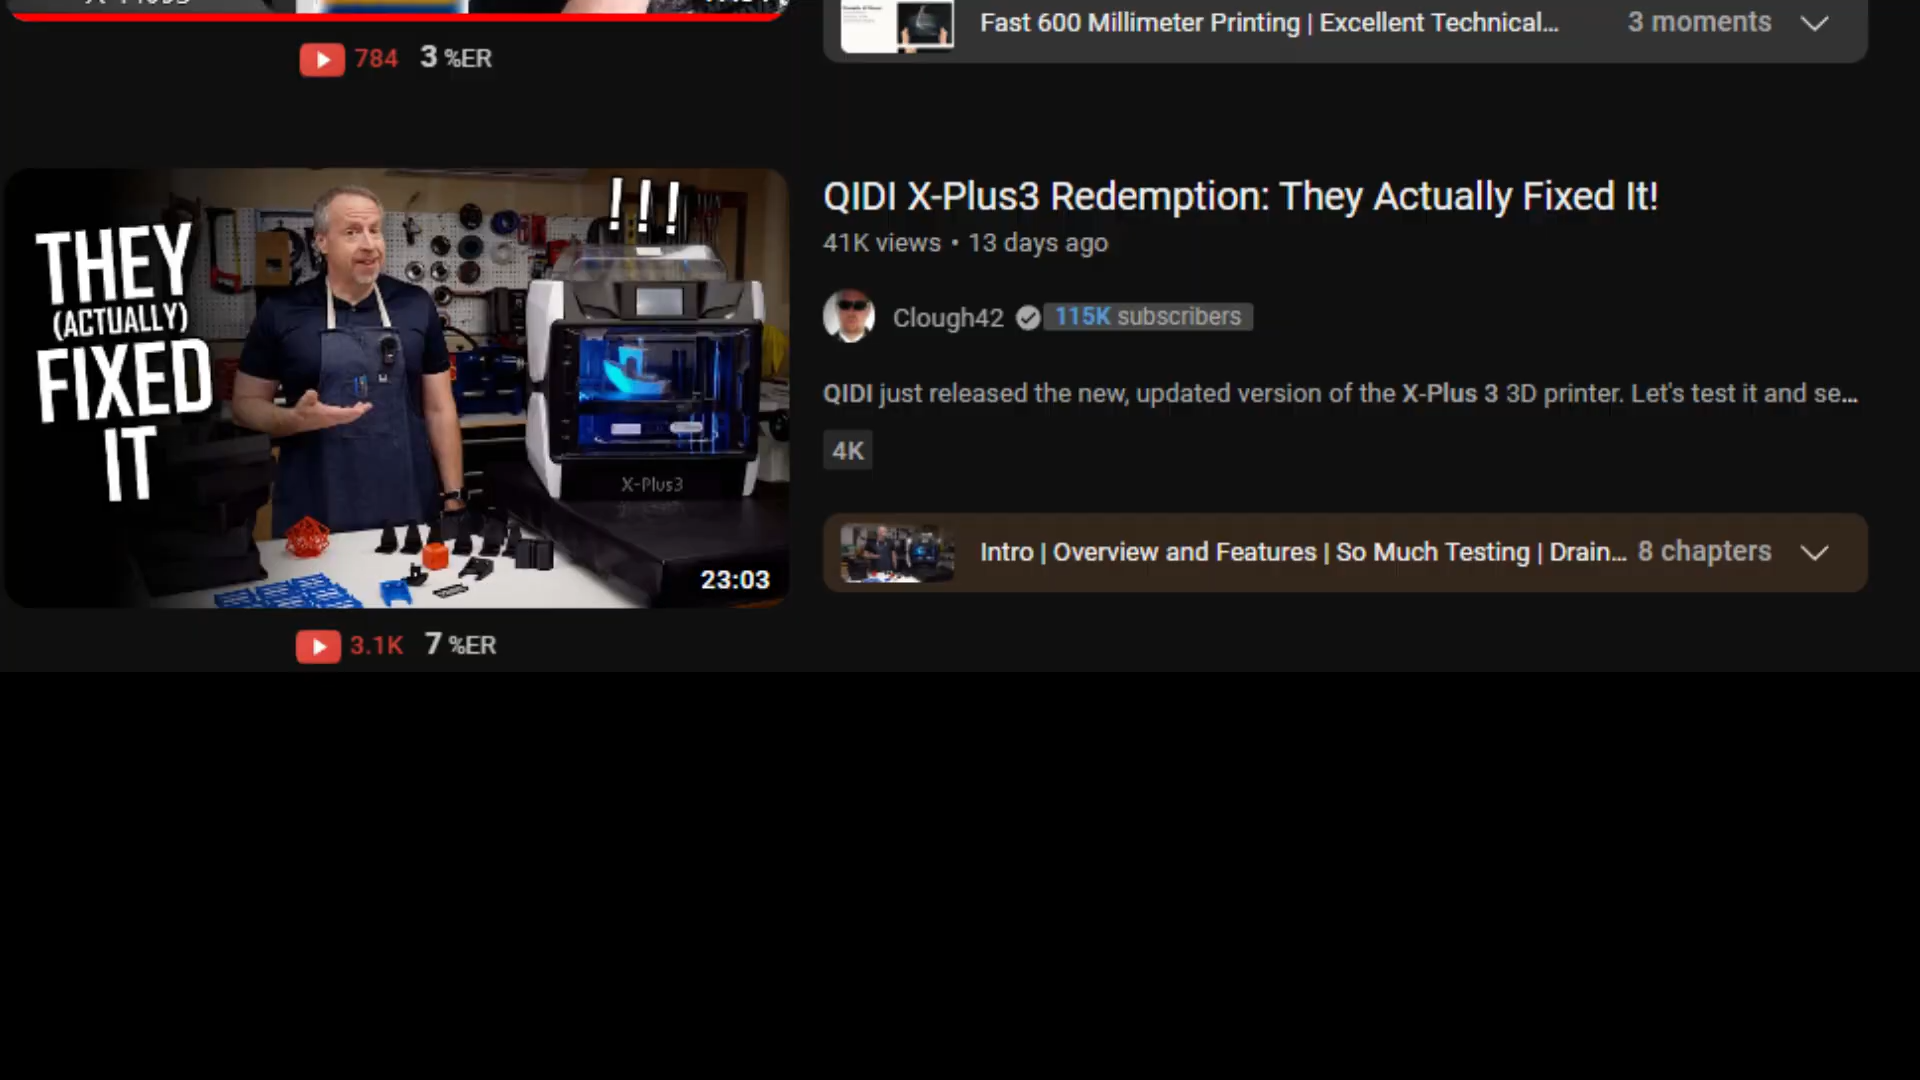 784 3 %ER
Fast 600 Millimeter Printing | Excellent Technical... 3 moments
THEY
(ACTUALLY)
FIXED
IT
!!!
X-Plus3
23:03
3.1K 7 %ER
QIDI X-Plus3 Redemption: They Actually Fixed It!
41K views • 13 days ago
Clough42 115K subscribers
QIDI just released the new, updated version of the X-Plus 3 3D printer. Let's test it and se...
4K
Intro | Overview and Features | So Much Testing | Drain... 8 chapters